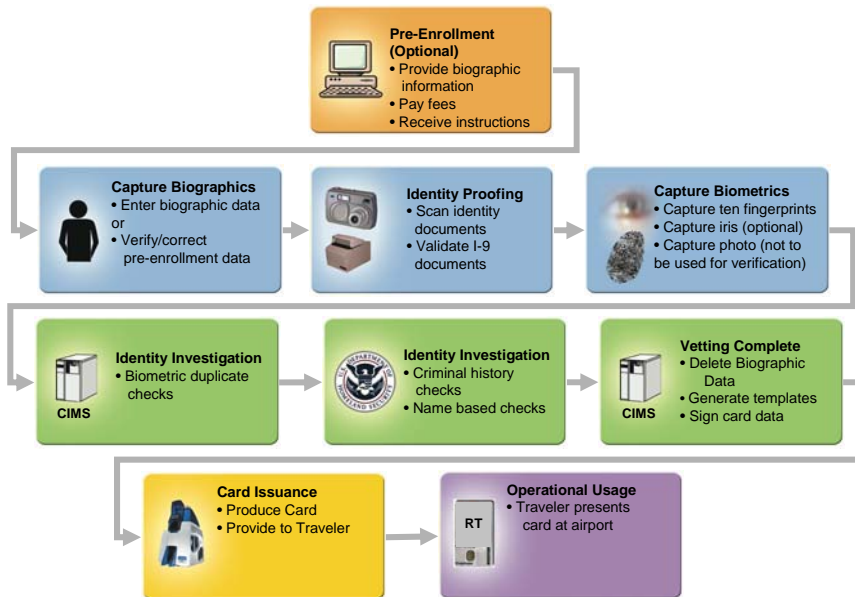 Pre-Enrollment
(Optional)
• Provide biographic
information
• Pay fees
• Receive instructions
Capture Biographics
• Enter biographic data
or
• Verify/correct
pre-enrollment data
Identity Proofing
• Scan identity
documents
• Validate I-9
documents
Capture Biometrics
• Capture ten fingerprints
• Capture iris (optional)
• Capture photo (not to
be used for verification)
CIMS
Identity Investigation
• Biometric duplicate
checks
U.S. DEPARTMENT OF
HOMELAND SECURITY
Identity Investigation
• Criminal history
checks
• Name based checks
CIMS
Vetting Complete
• Delete Biographic
Data
• Generate templates
• Sign card data
Card Issuance
• Produce Card
• Provide to Traveler
RT
Operational Usage
• Traveler presents
card at airport